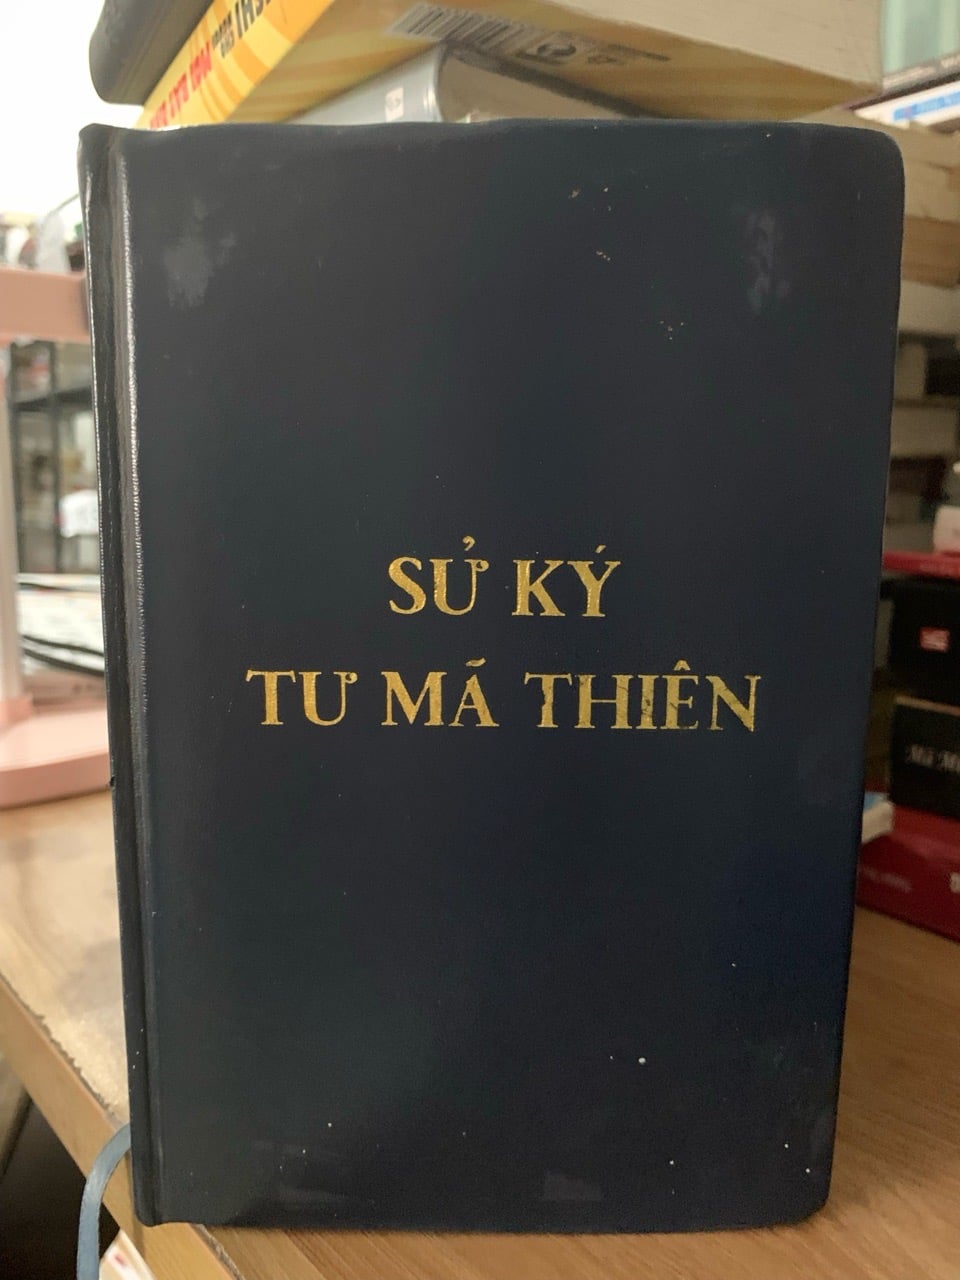 SỬ KÝ
TƯ MÃ THIÊN